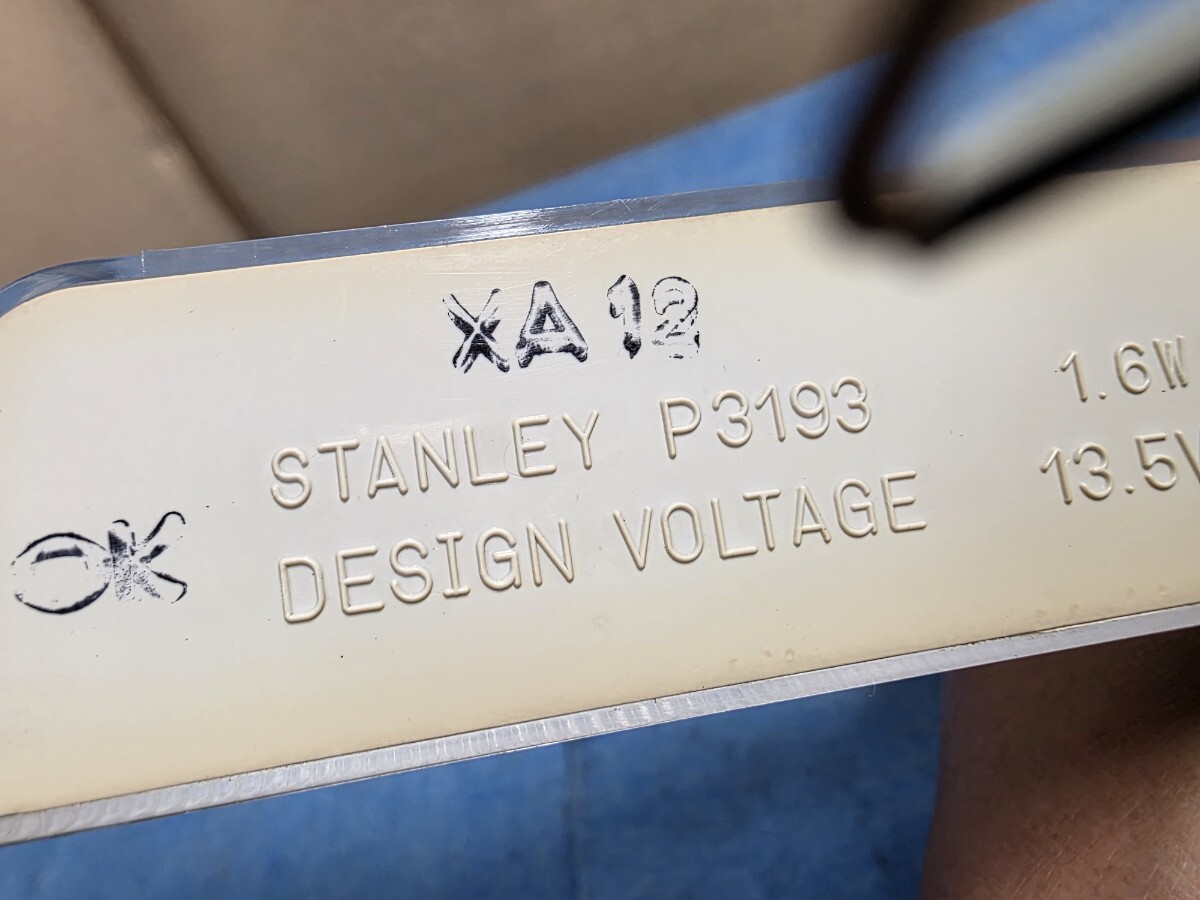 XA12
STANLEY P3193 1.6W
DESIGN VOLTAGE 13.5V
OK